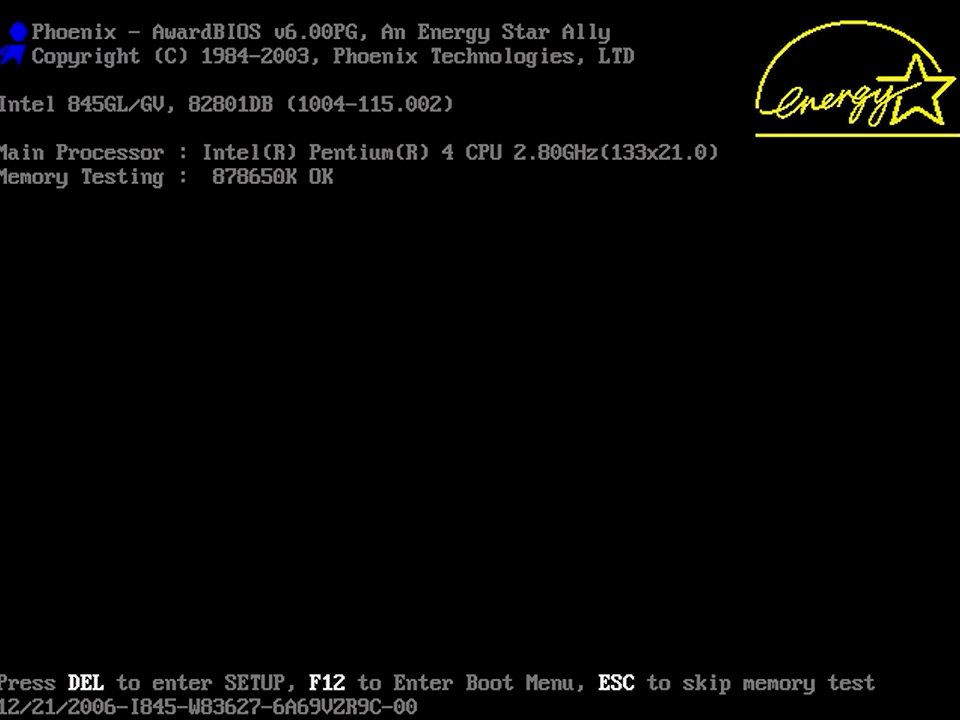 Phoenix - AwardBIOS v6.00PG, An Energy Star Ally
Copyright (C) 1984-2003, Phoenix Technologies, LTD
energy
Intel 845GL/GV, 82801DB (1004-115.002)
Main Processor : Intel(R) Pentium(R) 4 CPU 2.80GHz(133x21.0)
Memory Testing :  878650K OK
Press DEL to enter SETUP, F12 to Enter Boot Menu, ESC to skip memory test
12/21/2006-I845-W83627-6A69VZR9C-00